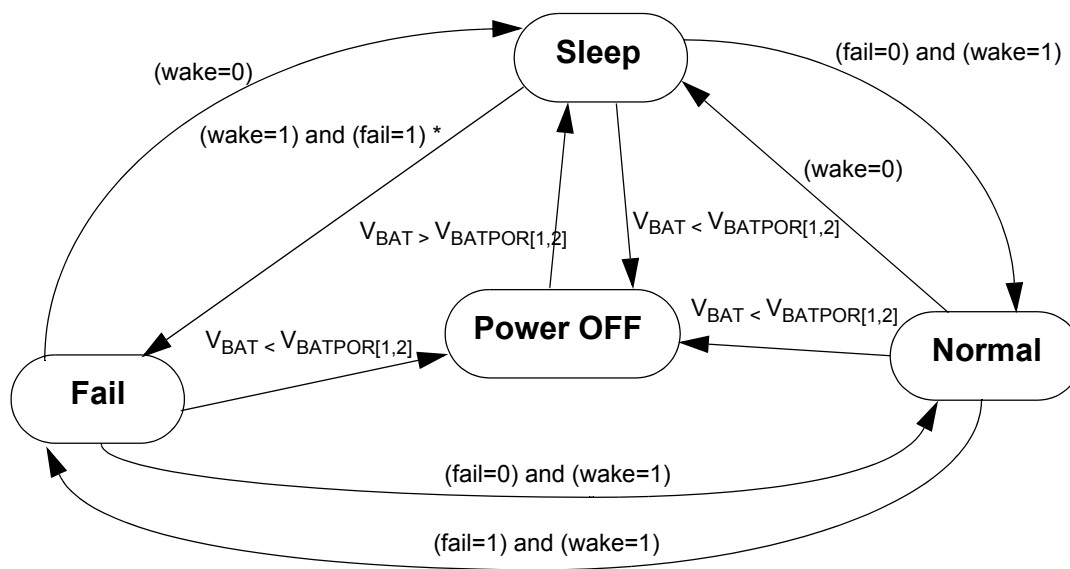 Sleep
(fail=0) and (wake=1)
(wake=0)
(wake=1) and (fail=1) *
(wake=0)
VBAT > VBATPOR[1,2]
VBAT < VBATPOR[1,2]
Power OFF
VBAT < VBATPOR[1,2]
VBAT < VBATPOR[1,2]
Normal
Fail
(fail=0) and (wake=1)
(fail=1) and (wake=1)